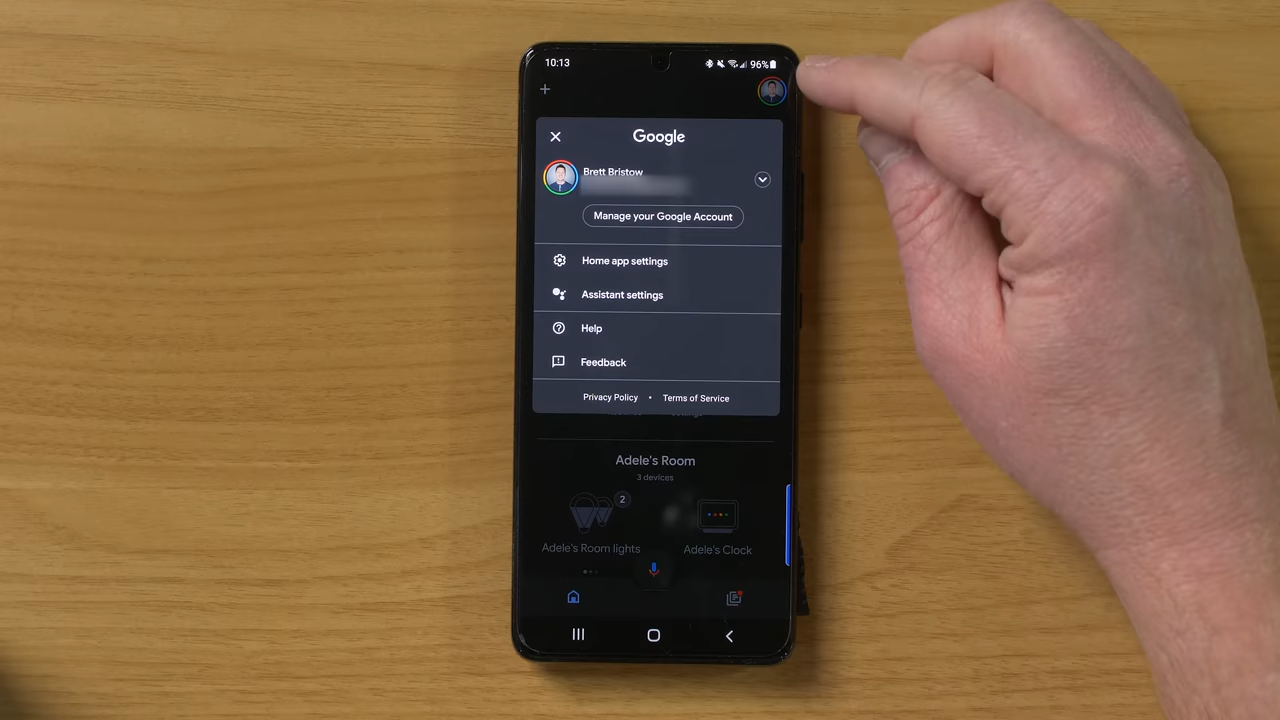 10:13
96%
Google
Brett Bristow
Manage your Google Account
Home app settings
Assistant settings
Help
Feedback
Privacy Policy • Terms of Service
Adele's Room
3 devices
2
Adele's Room lights
Adele's Clock